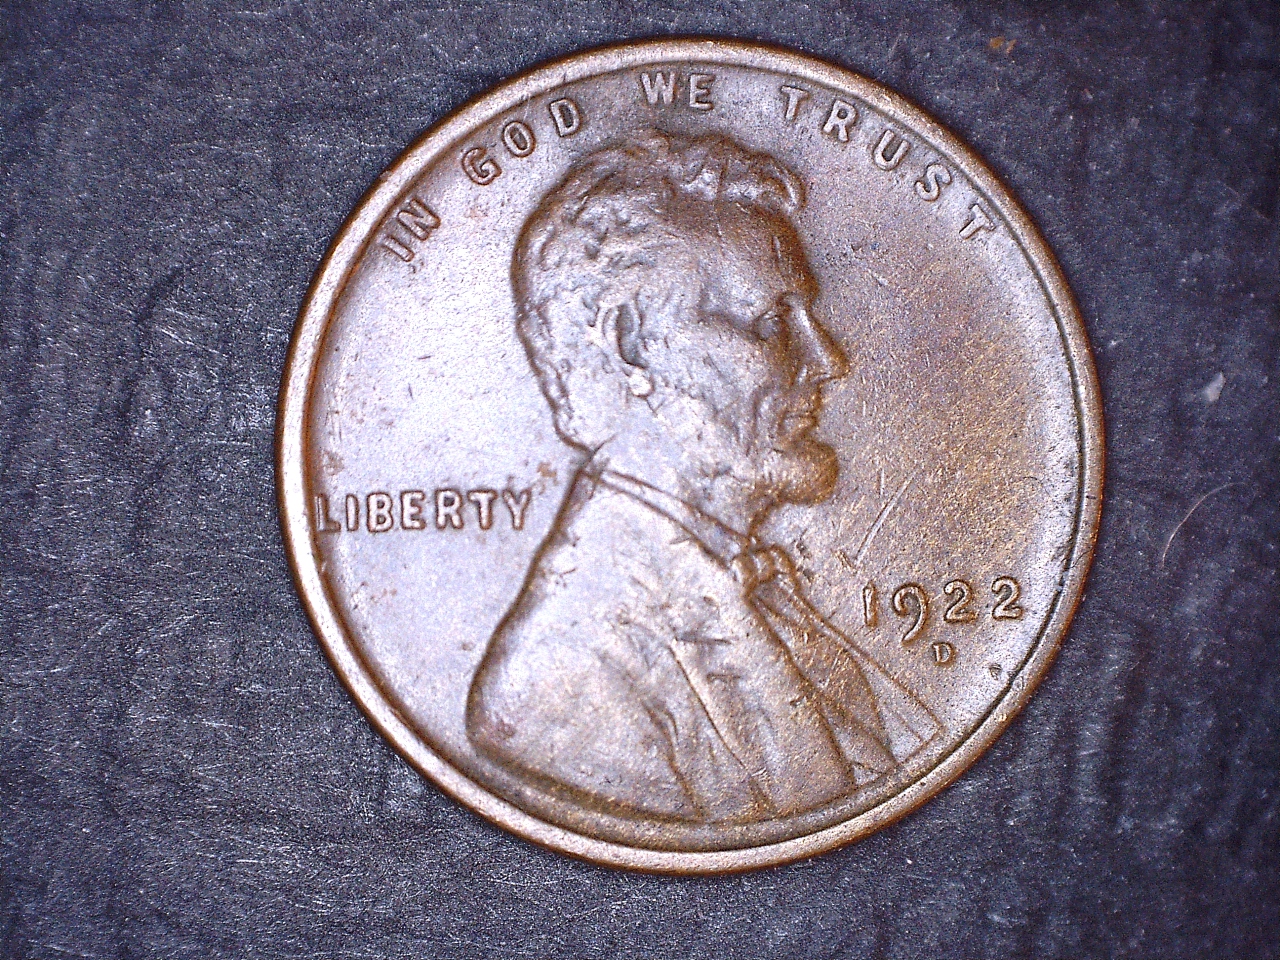 IN GOD WE TRUST
LIBERTY
1922
D